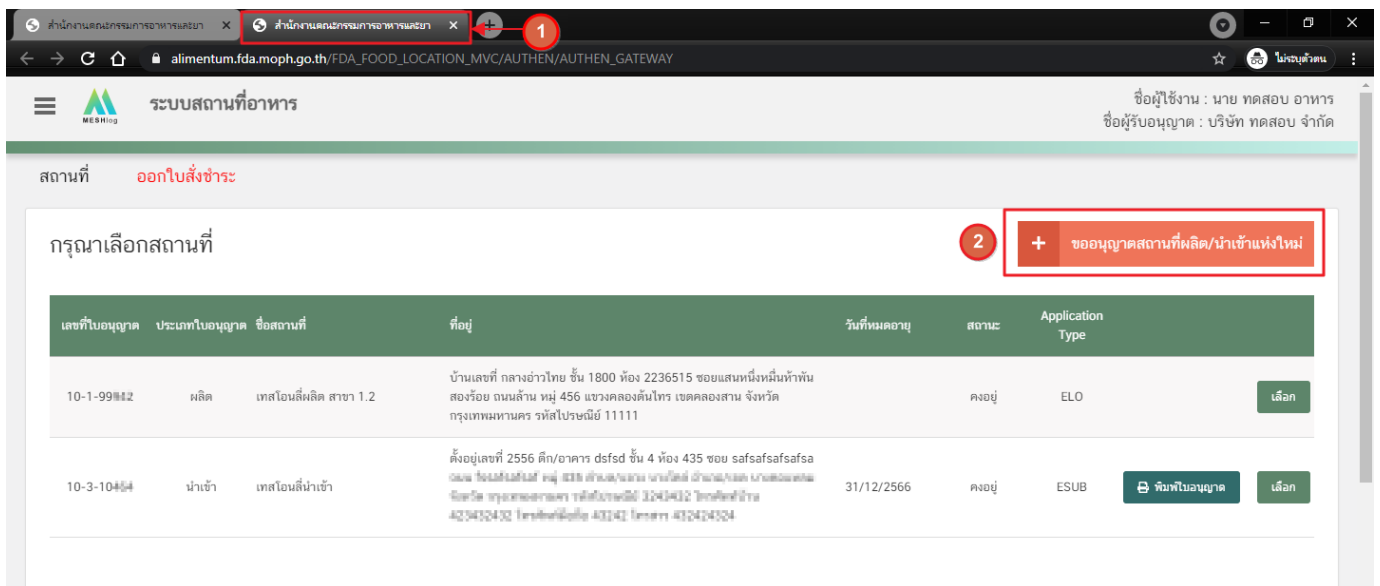 สำนักงานคณะกรรมการอาหารและยา
สำนักงานคณะกรรมการอาหารและยา
1
alimentum.fda.moph.go.th/FDA_FOOD_LOCATION_MVC/AUTHEN/AUTHEN_GATEWAY
ไม่ระบุตัวตน
MESHlog
ระบบสถานที่อาหาร
ชื่อผู้ใช้งาน : นาย ทดสอบ อาหาร
ชื่อผู้รับอนุญาต : บริษัท ทดสอบ จำกัด
สถานที่ ออกใบสั่งชำระ
กรุณาเลือกสถานที่
2
+ ขออนุญาตสถานที่ผลิต/นำเข้าแห่งใหม่
เลขที่ใบอนุญาต ประเภทใบอนุญาต ชื่อสถานที่ ที่อยู่ วันที่หมดอายุ สถานะ Application Type
10-1-99 ผลิต เทสโอนลี่ผลิต สาขา 1.2
บ้านเลขที่ กลางอ่าวไทย ชั้น 1800 ห้อง 2236515 ซอยแสนหนึ่งหมื่นห้าพัน
สองร้อย ถนนล้าน หมู่ 456 แขวงคลองต้นไทร เขตคลองสาน จังหวัด
กรุงเทพมหานคร รหัสไปรษณีย์ 11111
คงอยู่ ELO เลือก
10-3-10 นำเข้า เทสโอนลี่นำเข้า
ตั้งอยู่เลขที่ 2556 ตึก/อาคาร dsfsd ชั้น 4 ห้อง 435 ซอย safsafsafsafsa
31/12/2566 คงอยู่ ESUB พิมพ์ใบอนุญาต เลือก